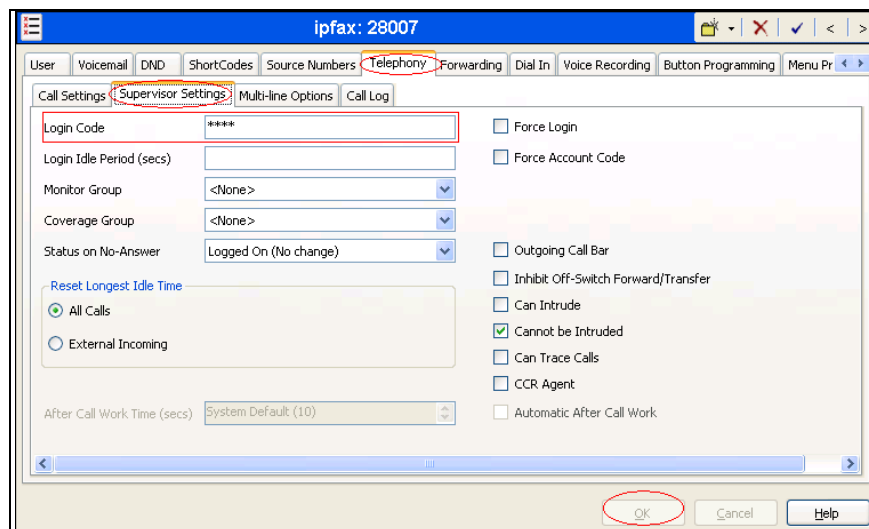 ipfax: 28007
User Voicemail DND ShortCodes Source Numbers Telephony Forwarding Dial In Voice Recording Button Programming Menu Pr
Call Settings Supervisor Settings Multi-line Options Call Log
Login Code **** Force Login
Login Idle Period (secs) Force Account Code
Monitor Group <None>
Coverage Group <None>
Status on No-Answer Logged On (No change) Outgoing Call Bar
Reset Longest Idle Time Inhibit Off-Switch Forward/Transfer
All Calls Can Intrude
Cannot be Intruded
External Incoming Can Trace Calls
CCR Agent
After Call Work Time (secs) System Default (10) Automatic After Call Work
OK Cancel Help